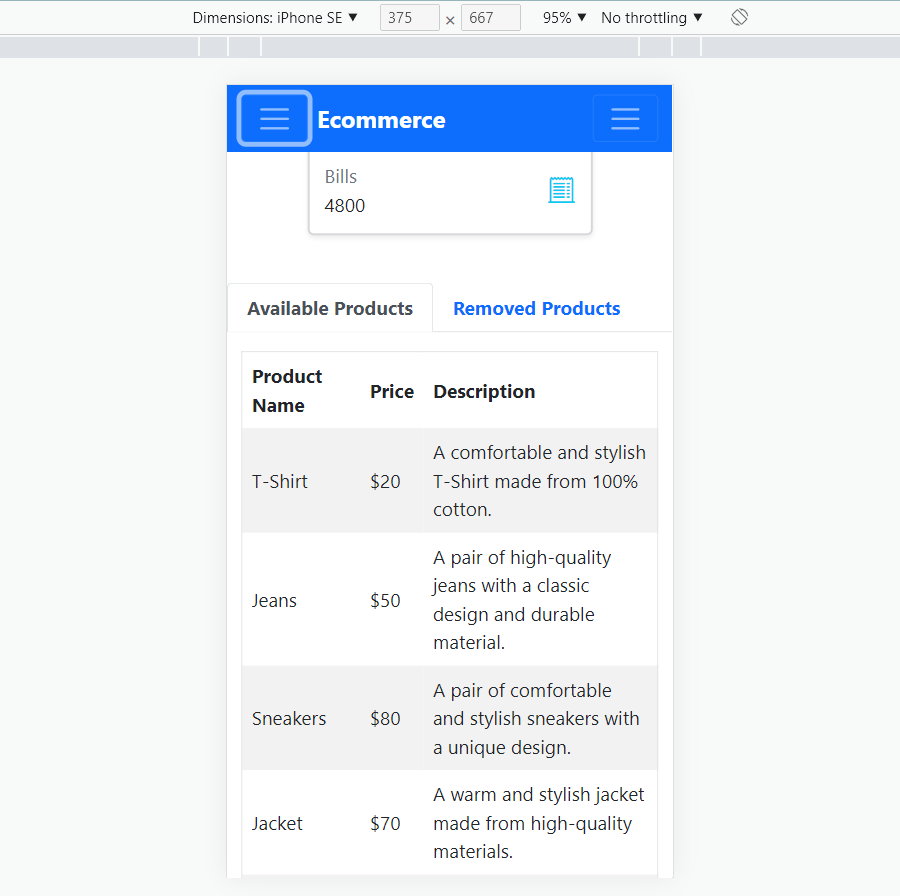 Dimensions: iPhone SE ▼ 375 × 667 95% ▼ No throttling ▼
Ecommerce
Bills
4800
Available Products Removed Products
Product Name Price Description
T-Shirt $20 A comfortable and stylish
T-Shirt made from 100%
cotton.
Jeans $50 A pair of high-quality
jeans with a classic
design and durable
material.
Sneakers $80 A pair of comfortable
and stylish sneakers with
a unique design.
Jacket $70 A warm and stylish jacket
made from high-quality
materials.